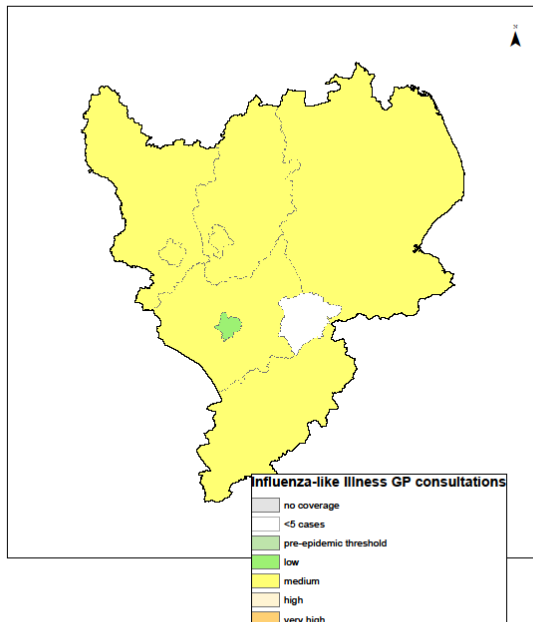 Influenza-like Illness GP consultations
no coverage
<5 cases
pre-epidemic threshold
low
medium
high
very high